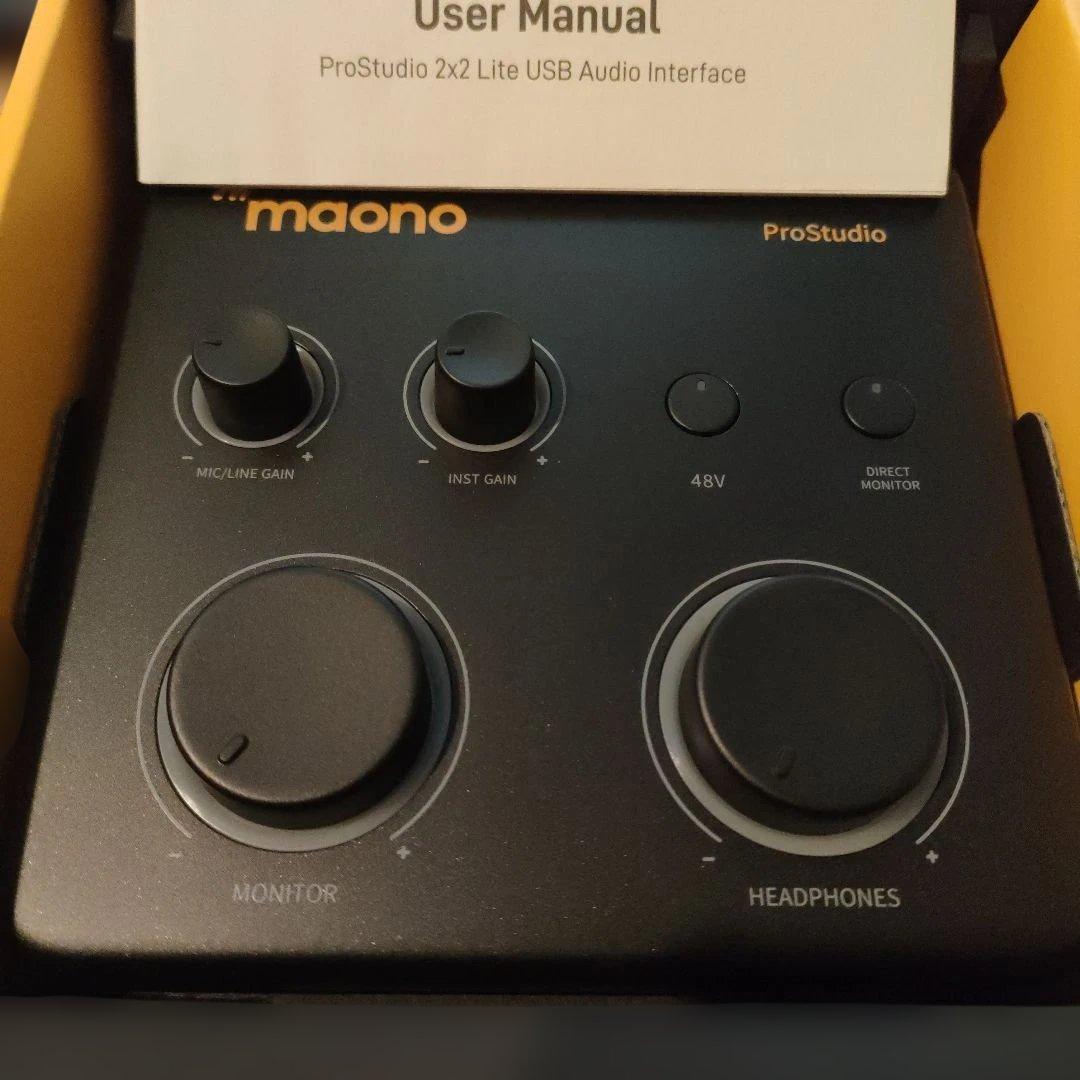 User Manual
ProStudio 2x2 Lite USB Audio Interface
maono
ProStudio
- +
MIC/LINE GAIN
- +
INST GAIN
48V
DIRECT
MONITOR
- +
MONITOR
- +
HEADPHONES